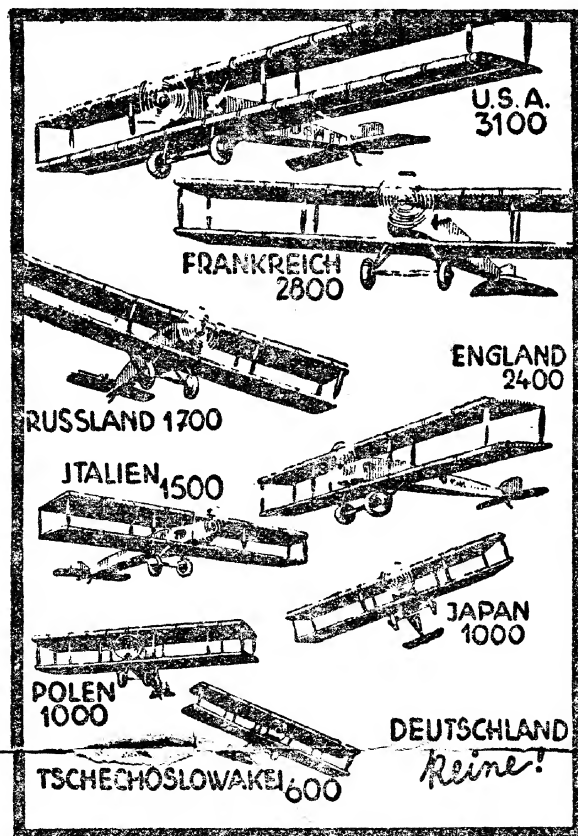 U.S.A.
3100
FRANKREICH
2800
ENGLAND
2400
RUSSLAND 1700
JTALIEN 1500
JAPAN
1000
POLEN
1000
TSCHECHOSLOWAKEI 600
DEUTSCHLAND
keine!